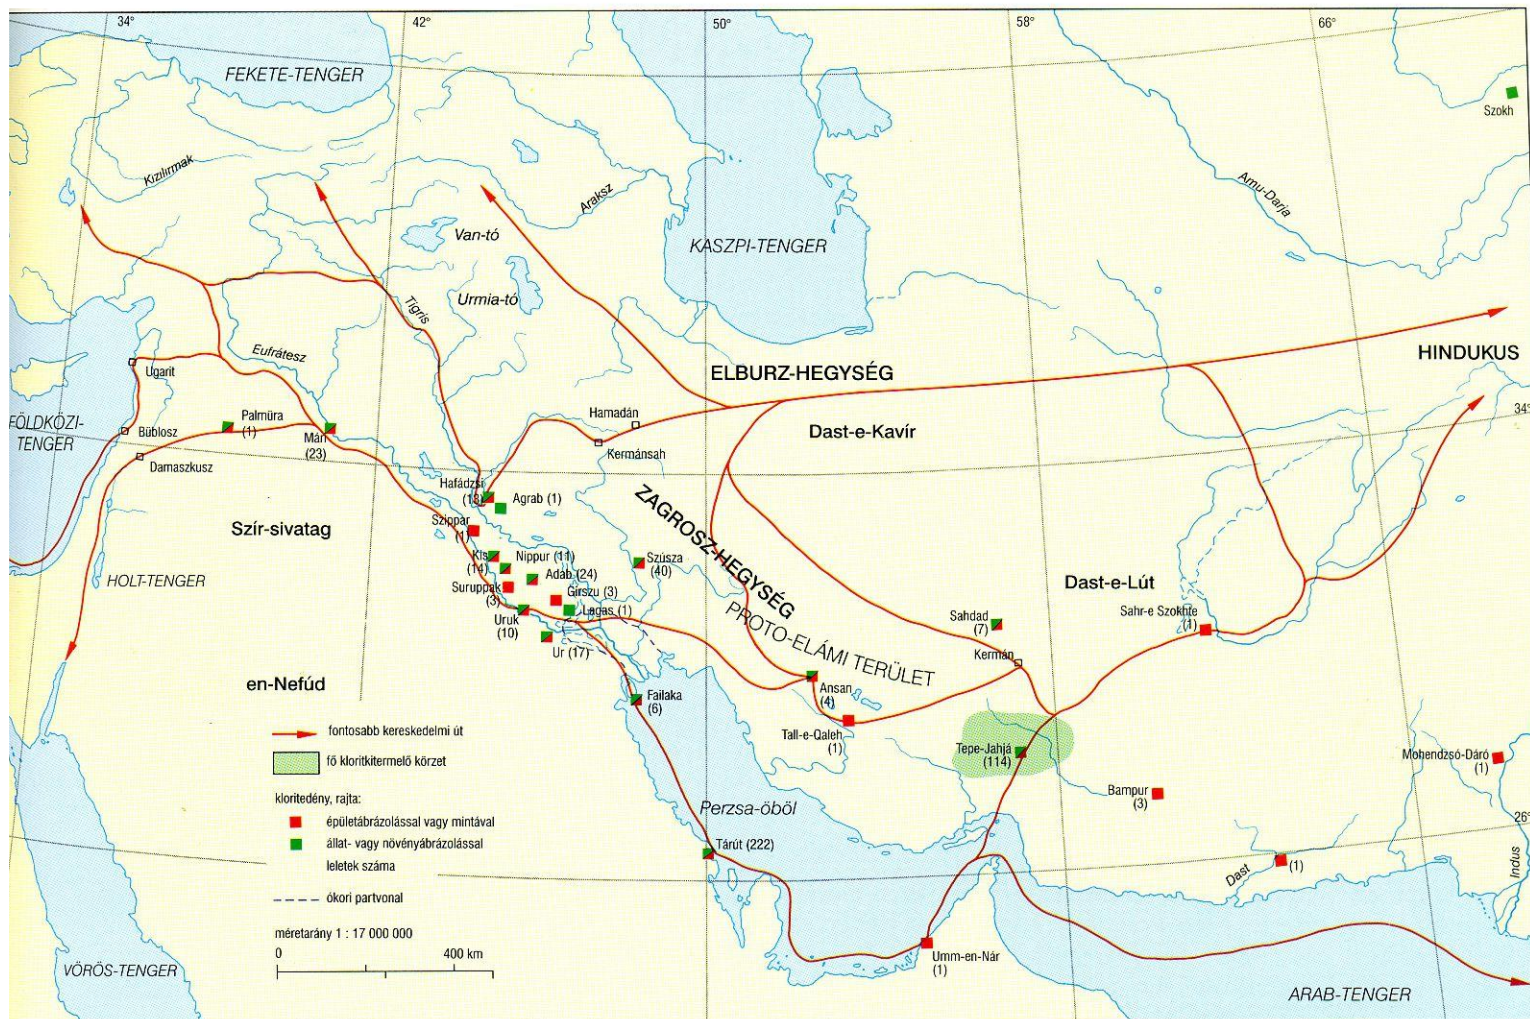 34°
42°
50°
58°
66°
FEKETE-TENGER
Szokh
Kızılırmak
Araksz
Amu-Darja
Van-tó
KASZPI-TENGER
Urmia-tó
Tigris
Eufrátesz
Ugarit
ELBURZ-HEGYSÉG
HINDUKUS
34°
Palmüra
(1)
Hamadán
FÖLDKÖZI-
TENGER
Büblosz
Mári
(23)
Dast-e-Kavír
Kermánsah
Damaszkusz
Hafádzsi
(13)
Agrab (1)
ZAGROSZ-HEGYSÉG
Szír-sivatag
Szippar
(1)
Kis
(14)
Nippur (11)
Szúsza
(40)
HOLT-TENGER
Adab (24)
Dast-e-Lút
Suruppak
(3)
Girszu (3)
Lagas (1)
Uruk
(10)
Sahdad
(7)
Sahr-e Szokhte
(1)
PROTO-ELÁMI TERÜLET
Ur (17)
Kermán
en-Nefúd
Failaka
(6)
Ansan
(4)
Tall-e-Qaleh
(1)
Tepe-Jahjá
(114)
Mohendzsó-Dáró
(1)
Bampur
(3)
fontosabb kereskedelmi út
fő kloritkitermelő körzet
kloritedény, rajta:
épületábrázolással vagy mintával
állat- vagy növényábrázolással
leletek száma
ókori partvonal
méretarány 1 : 17 000 000
0
400 km
Perzsa-öböl
26°
Tárút (222)
Dast
(1)
Indus
Umm-en-Nár
(1)
VÖRÖS-TENGER
ARAB-TENGER